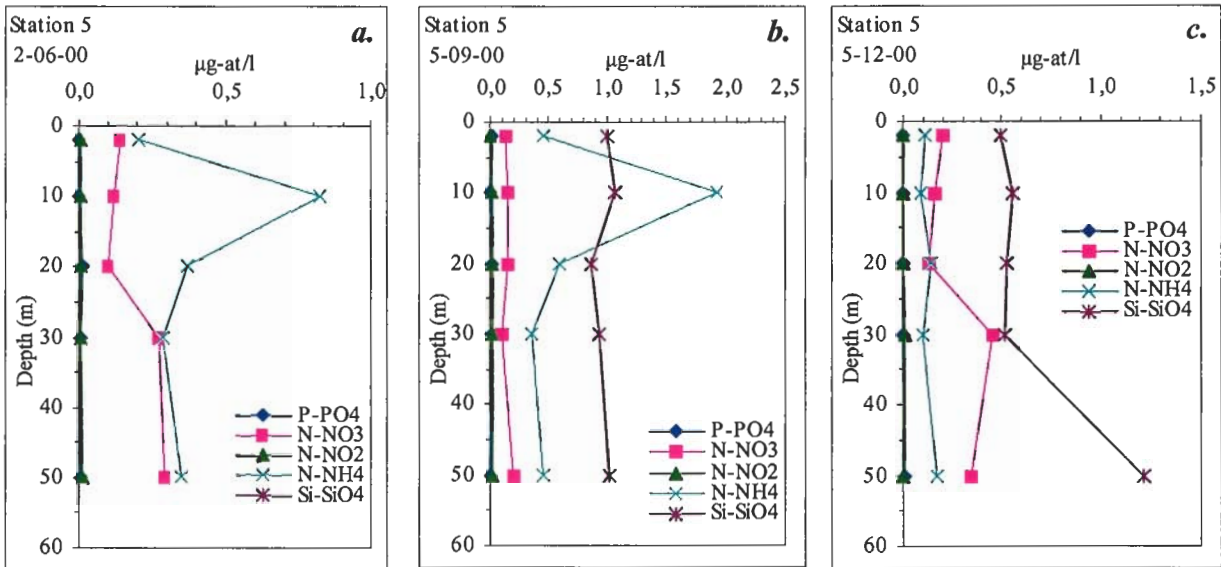 Station 5
a.
2-06-00
µg-at/l
0,0 0,5 1,0
0
10
20
30
40
50
60
Depth (m)
P-PO4
N-NO3
N-NO2
N-NH4
Si-SiO4
Station 5
b.
5-09-00
µg-at/l
0,0 0,5 1,0 1,5 2,0 2,5
0
10
20
30
40
50
60
Depth (m)
P-PO4
N-NO3
N-NO2
N-NH4
Si-SiO4
Station 5
c.
5-12-00
µg-at/l
0,0 0,5 1,0 1,5
0
10
20
30
40
50
60
Depth (m)
P-PO4
N-NO3
N-NO2
N-NH4
Si-SiO4